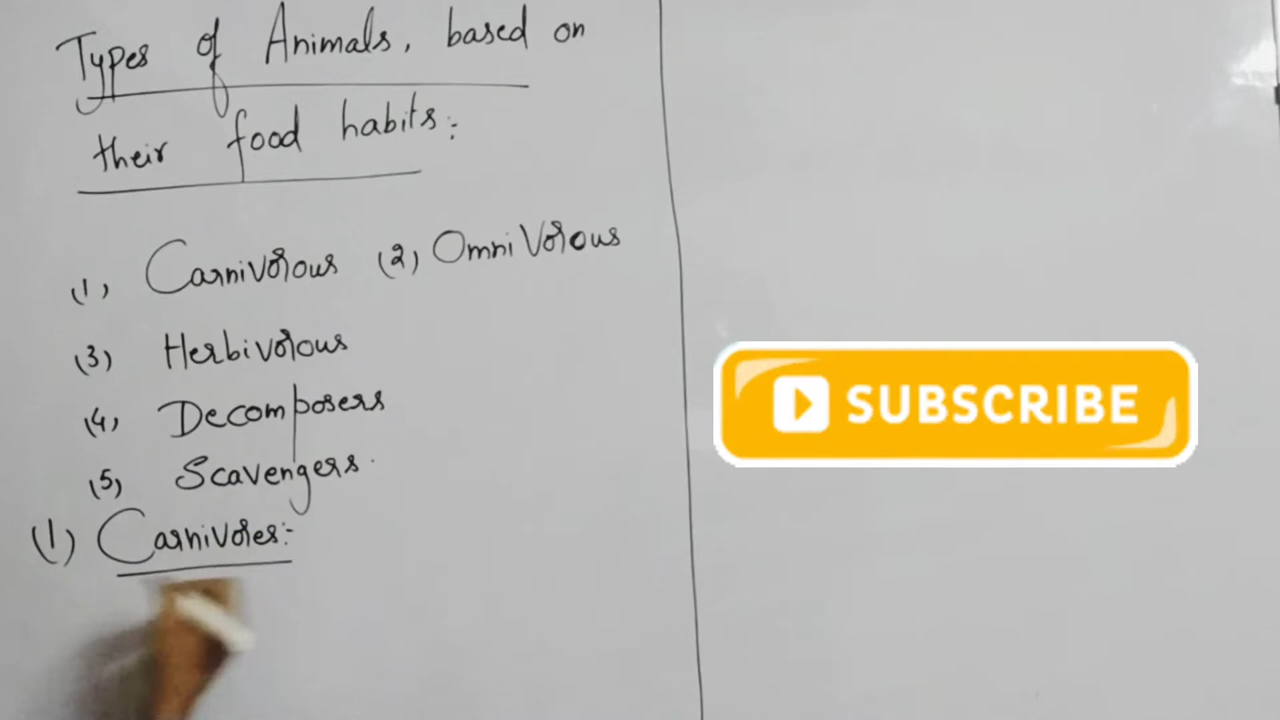 Types of Animals, based on
their food habits:
(1) Carnivorous (2) OmniVorous
(3) Herbivorous
(4) Decomposers
(5) Scavengers.
(1) Carnivores:-
SUBSCRIBE